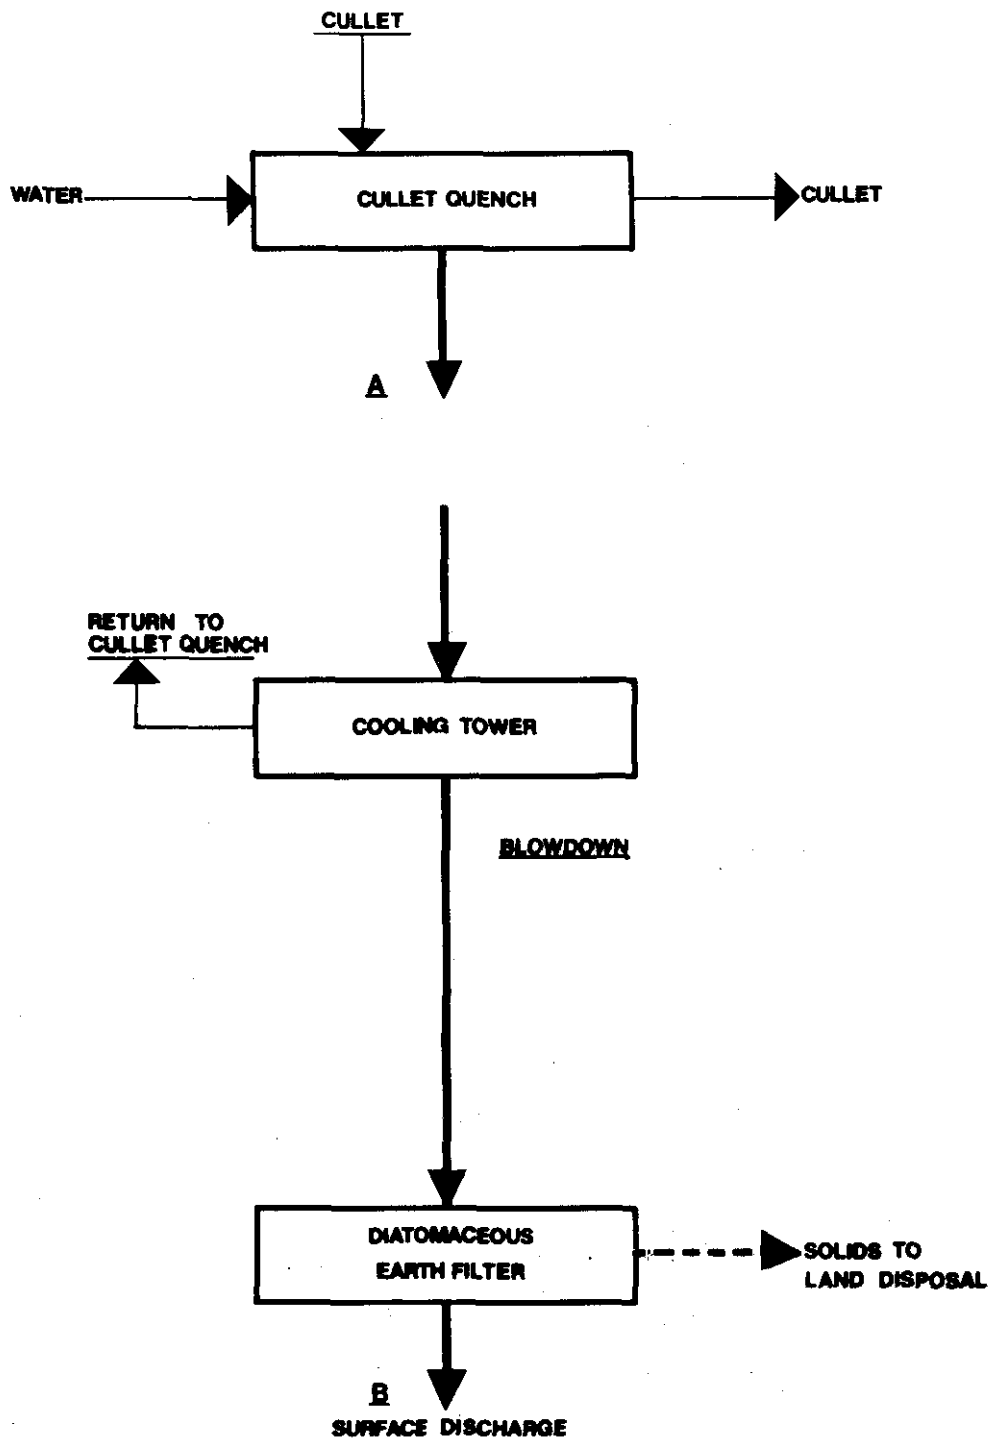 CULLET
WATER
CULLET QUENCH
CULLET
A
RETURN TO
CULLET QUENCH
COOLING TOWER
BLOWDOWN
DIATOMACEOUS
EARTH FILTER
SOLIDS TO
LAND DISPOSAL
B
SURFACE DISCHARGE